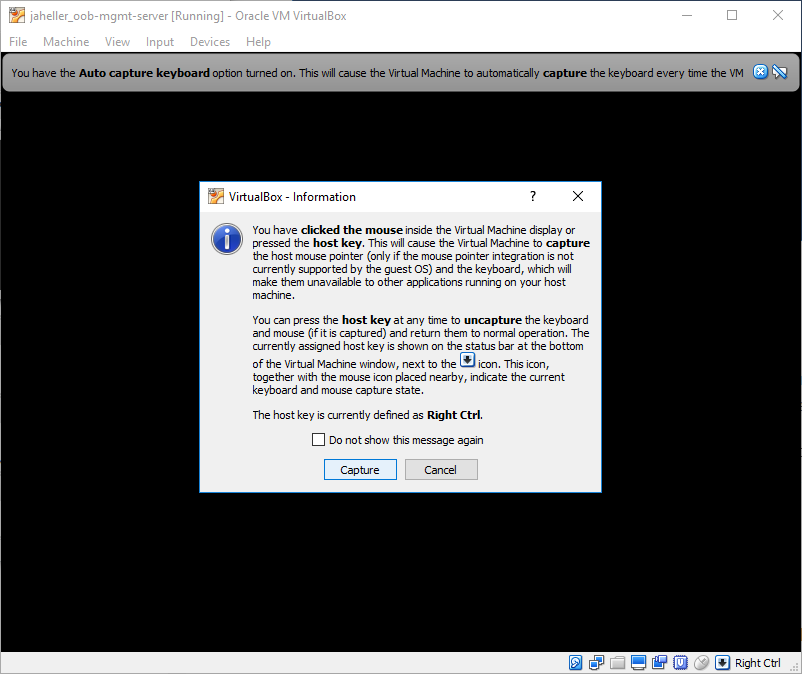 jaheller_oob-mgmt-server [Running] - Oracle VM VirtualBox
File Machine View Input Devices Help
You have the Auto capture keyboard option turned on. This will cause the Virtual Machine to automatically capture the keyboard every time the VM
VirtualBox - Information
?
You have clicked the mouse inside the Virtual Machine display or
pressed the host key. This will cause the Virtual Machine to capture
the host mouse pointer (only if the mouse pointer integration is not
currently supported by the guest OS) and the keyboard, which will
make them unavailable to other applications running on your host
machine.
You can press the host key at any time to uncapture the keyboard
and mouse (if it is captured) and return them to normal operation. The
currently assigned host key is shown on the status bar at the bottom
of the Virtual Machine window, next to the icon. This icon,
together with the mouse icon placed nearby, indicate the current
keyboard and mouse capture state.
The host key is currently defined as Right Ctrl.
Do not show this message again
Capture Cancel
Right Ctrl